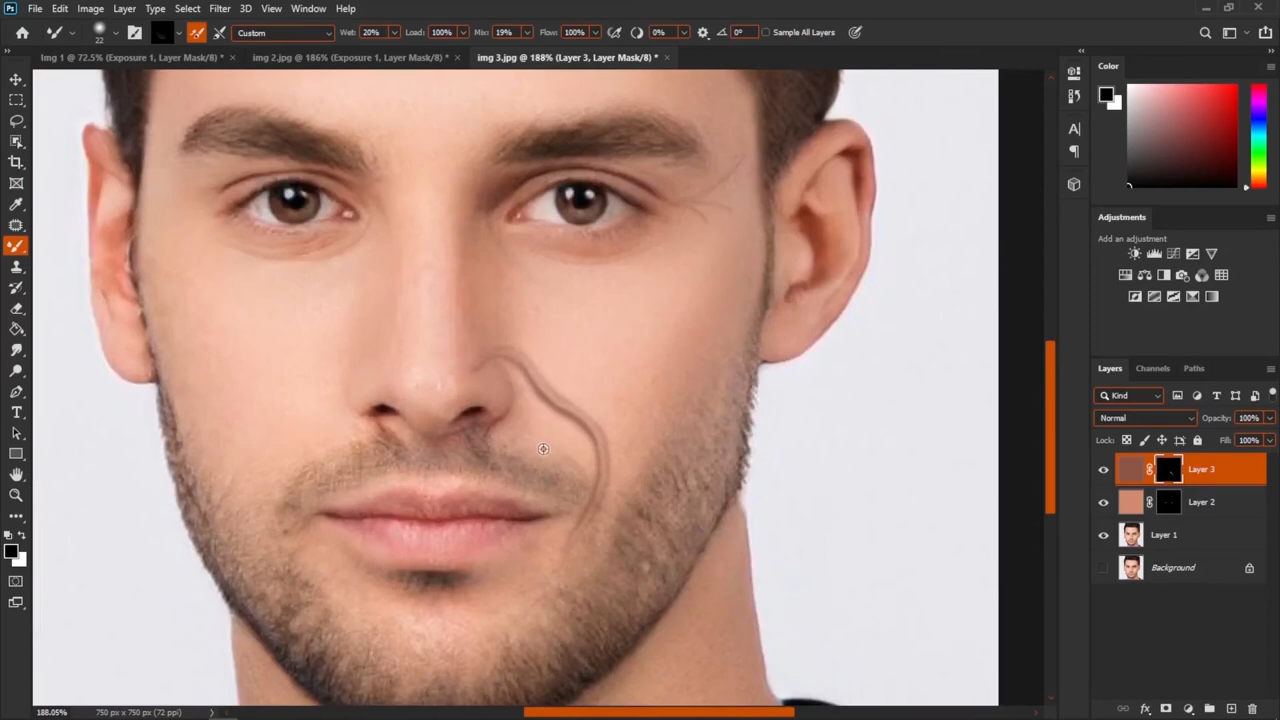 Ps File Edit Image Layer Type Select Filter 3D View Window Help
22 Custom Wet: 20% Load: 100% Mix: 19% Flow: 100% 0% 0° Sample All Layers
Img 1 @ 72.5% (Exposure 1, Layer Mask/8) * × img 2.jpg @ 186% (Exposure 1, Layer Mask/8) * × img 3.jpg @ 188% (Layer 3, Layer Mask/8) * ×
Color
Adjustments
Add an adjustment
Layers Channels Paths
Kind
Normal Opacity: 100%
Lock: Fill: 100%
Layer 3
Layer 2
Layer 1
Background
188.05% 750 px x 750 px (72 ppi)